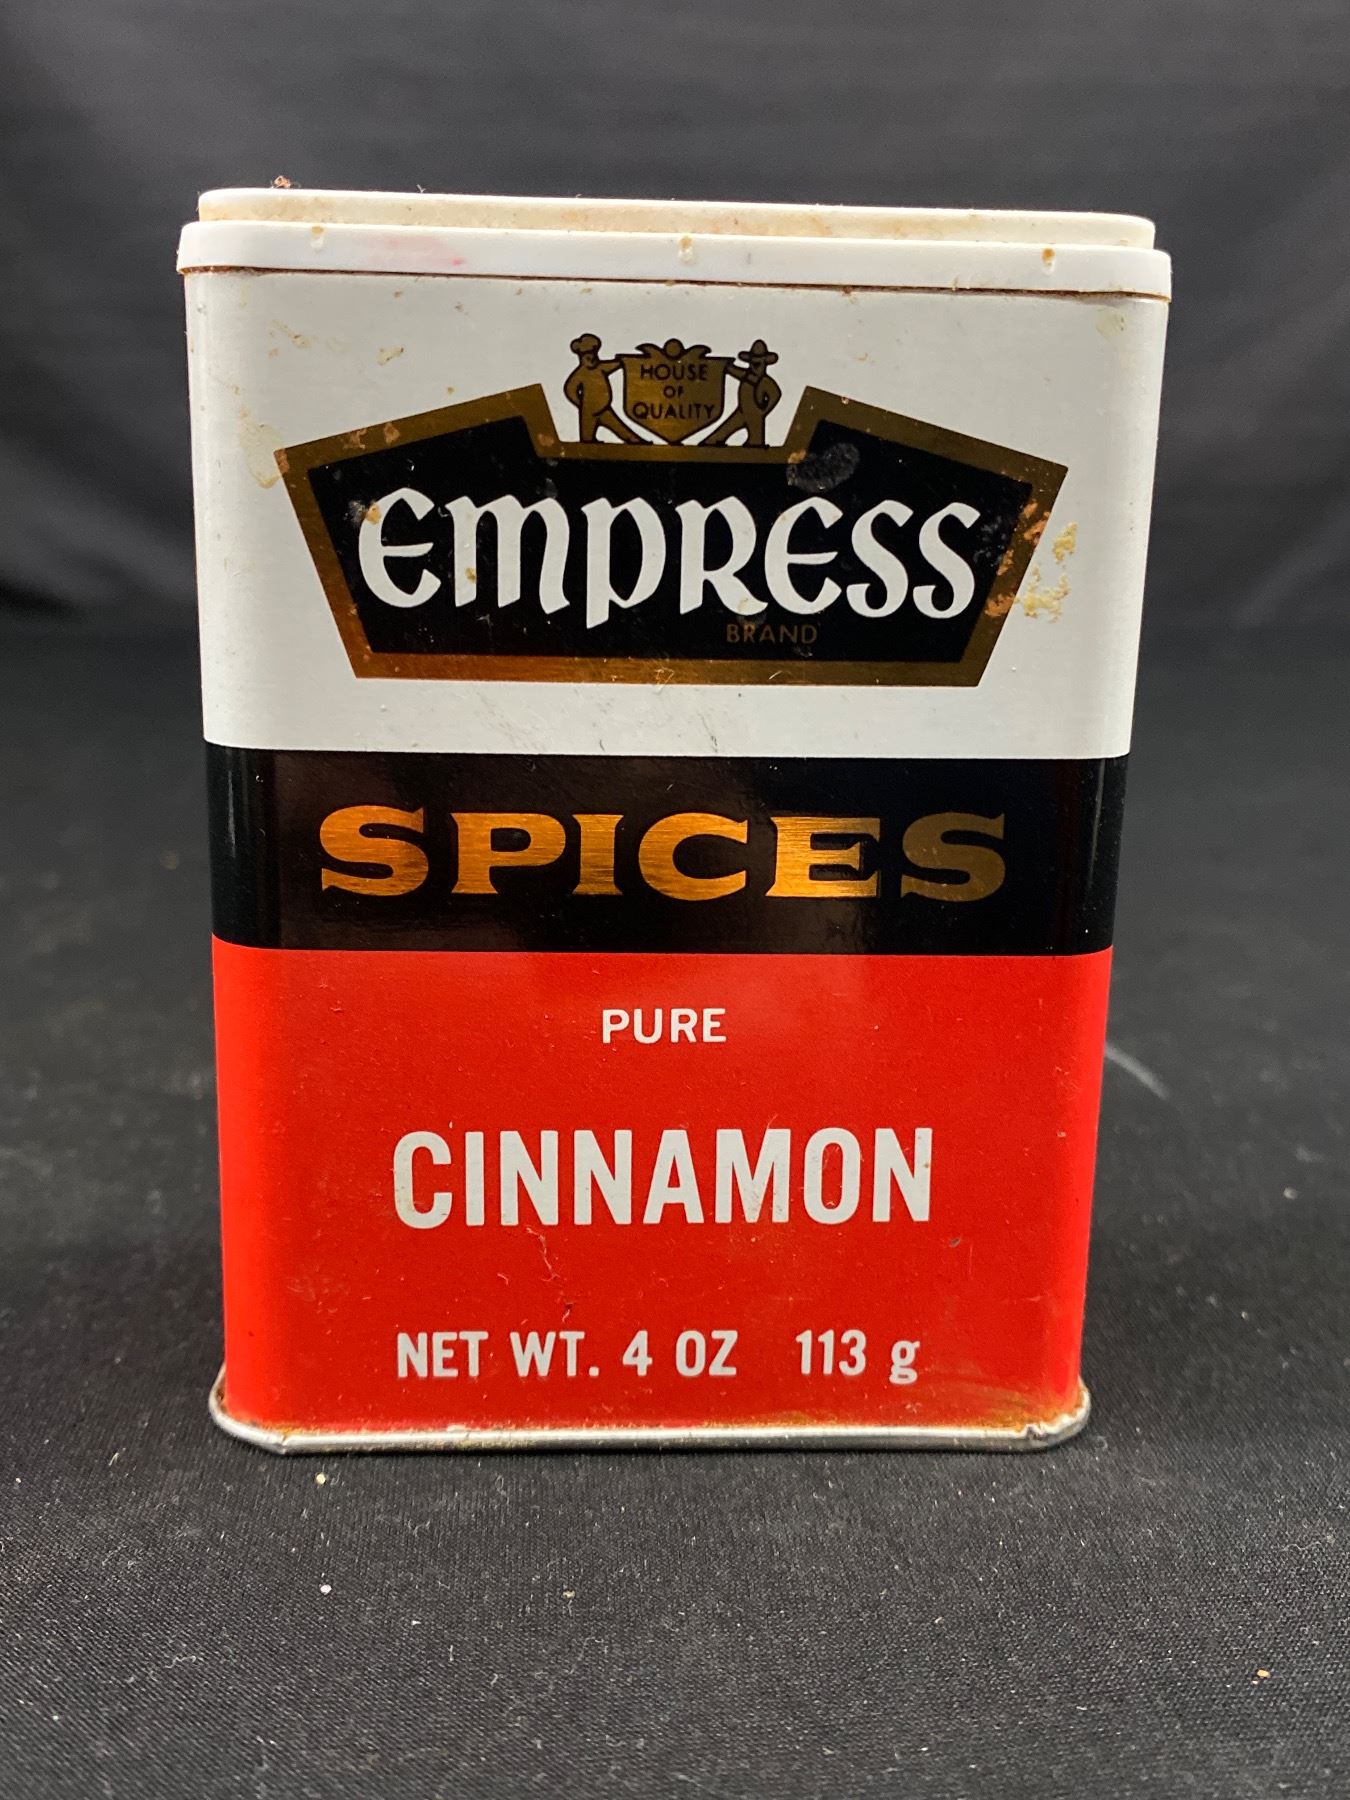 HOUSE
OF
QUALITY
EMPRESS
BRAND
SPICES
PURE
CINNAMON
NET WT. 4 OZ 113 g